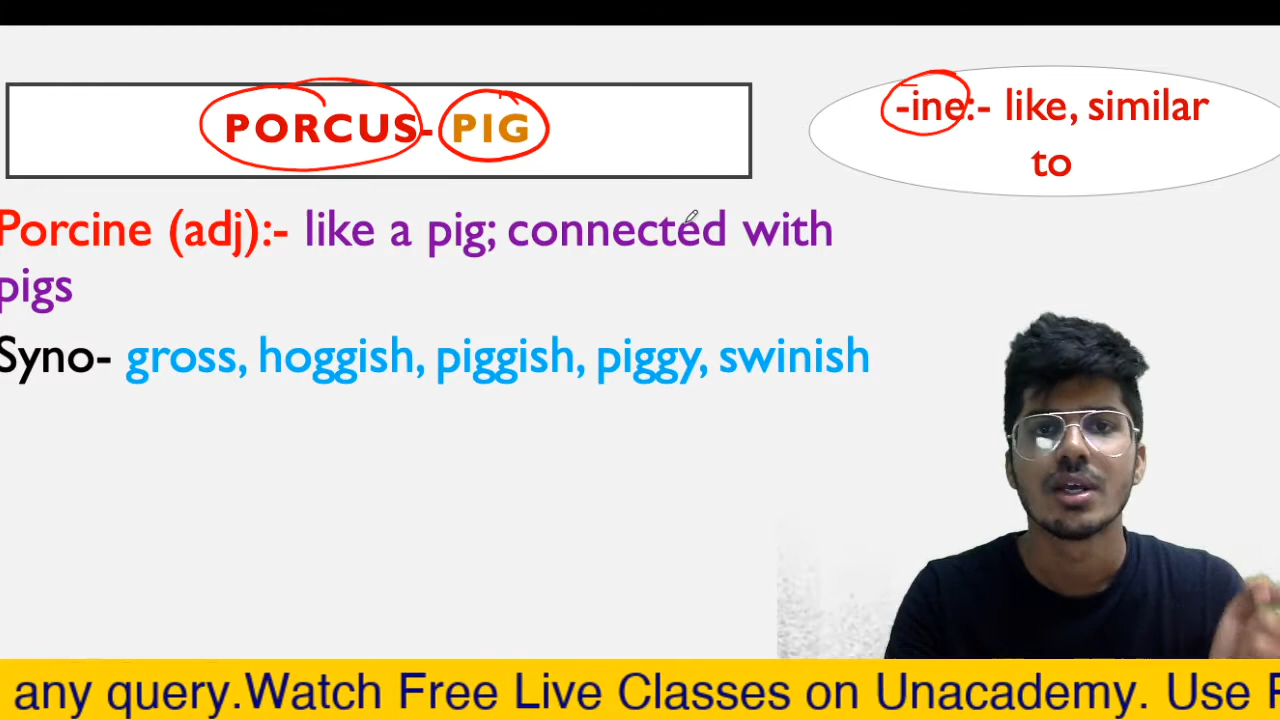 PORCUS- PIG
-ine:- like, similar
to
Porcine (adj):- like a pig; connected with
pigs
Syno- gross, hoggish, piggish, piggy, swinish
any query.Watch Free Live Classes on Unacademy. Use